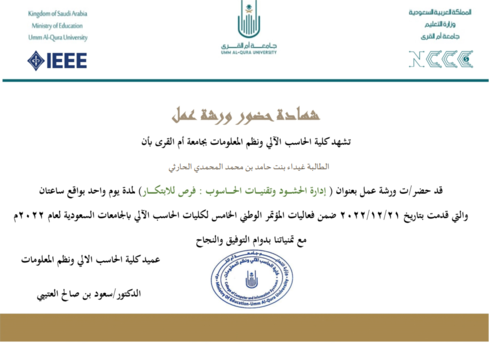 Kingdom of Saudi Arabia
Ministry of Education
Umm Al-Qura University
IEEE
جامعة أم القرى
UMM AL-QURA UNIVERSITY
المملكة العربية السعودية
وزارة التعليم
جامعة أم القرى
NCCC
شهادة حضور ورشة عمل
تشهد كلية الحاسب الآلي ونظم المعلومات بجامعة أم القرى بأن
الطالبة غيداء بنت حامد بن محمد المحمدي الحارثي
قد حضر/ت ورشة عمل بعنوان ( إدارة الحشود وتقنيات الحاسوب : فرص للابتكار) لمدة يوم واحد بواقع ساعتان
والتي قدمت بتاريخ ٢٠٢٢/١٢/٢١ ضمن فعاليات المؤتمر الوطني الخامس لكليات الحاسب الآلي بالجامعات السعودية لعام ٢٠٢٢م
مع تمنياتنا بدوام التوفيق والنجاح
عميد كلية الحاسب الالي ونظم المعلومات
الدكتور/سعود بن صالح العتيبي